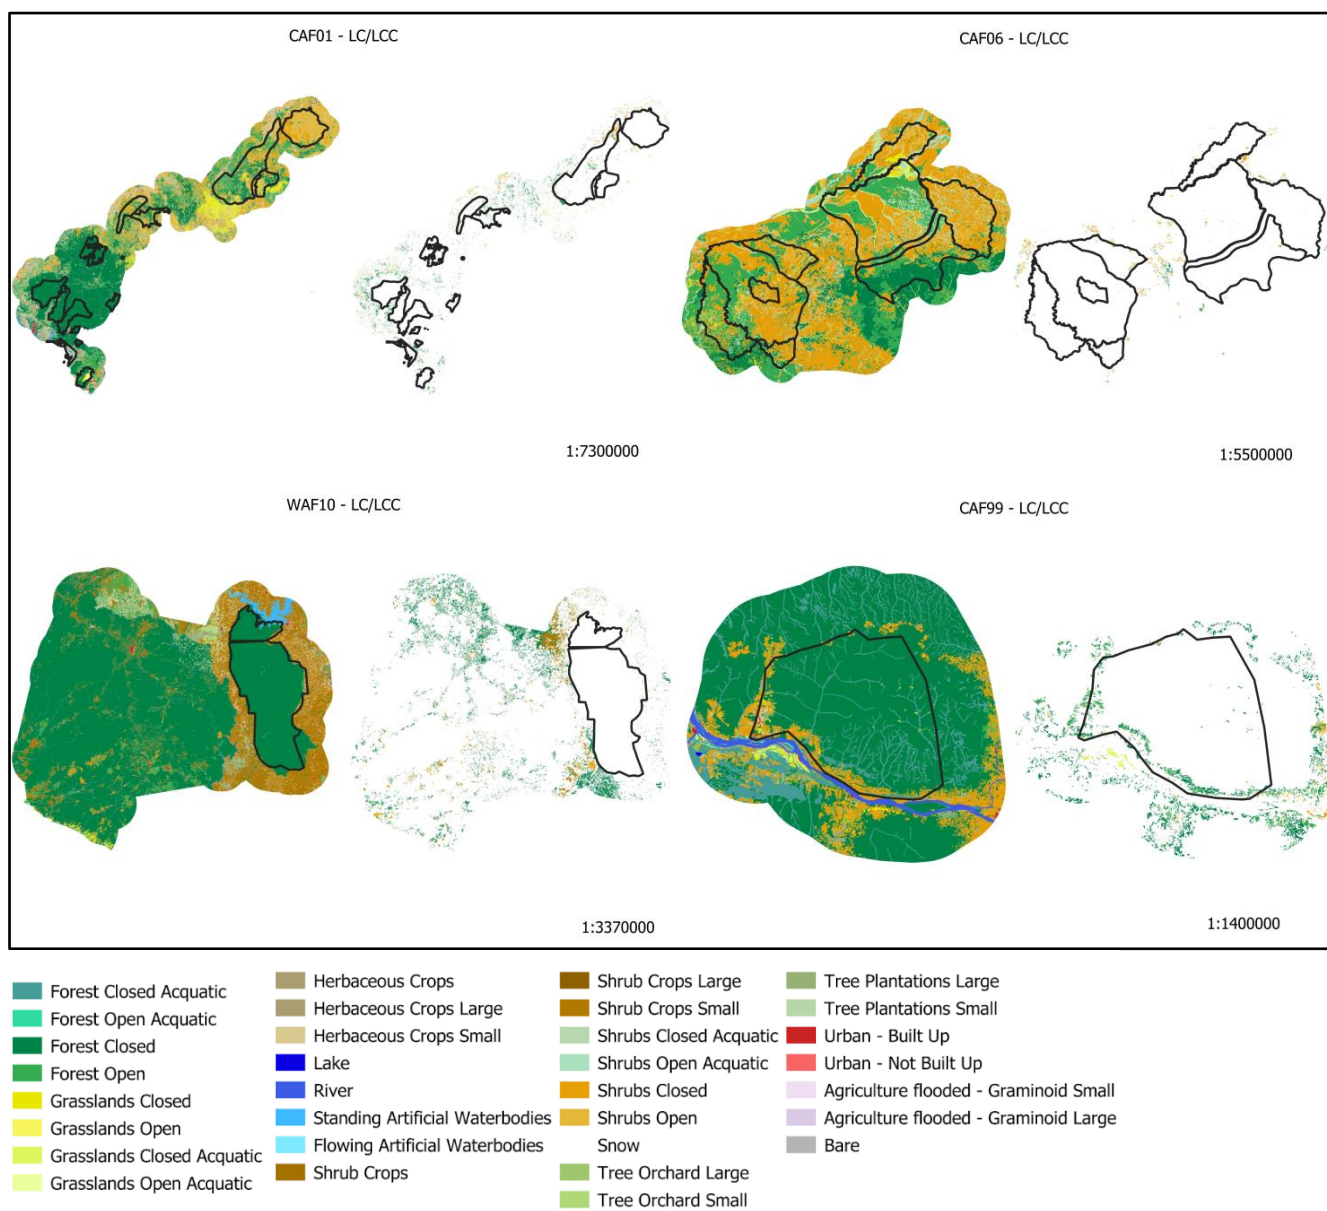 CAF01 - LC/LCC
CAF06 - LC/LCC
1:7300000
1:5500000
WAF10 - LC/LCC
CAF99 - LC/LCC
1:3370000
1:1400000
Forest Closed Acquatic
Forest Open Acquatic
Forest Closed
Forest Open
Grasslands Closed
Grasslands Open
Grasslands Closed Acquatic
Grasslands Open Acquatic
Herbaceous Crops
Herbaceous Crops Large
Herbaceous Crops Small
Lake
River
Standing Artificial Waterbodies
Flowing Artificial Waterbodies
Shrub Crops
Shrub Crops Large
Shrub Crops Small
Shrubs Closed Acquatic
Shrubs Open Acquatic
Shrubs Closed
Shrubs Open
Snow
Tree Orchard Large
Tree Orchard Small
Tree Plantations Large
Tree Plantations Small
Urban - Built Up
Urban - Not Built Up
Agriculture flooded - Graminoid Small
Agriculture flooded - Graminoid Large
Bare